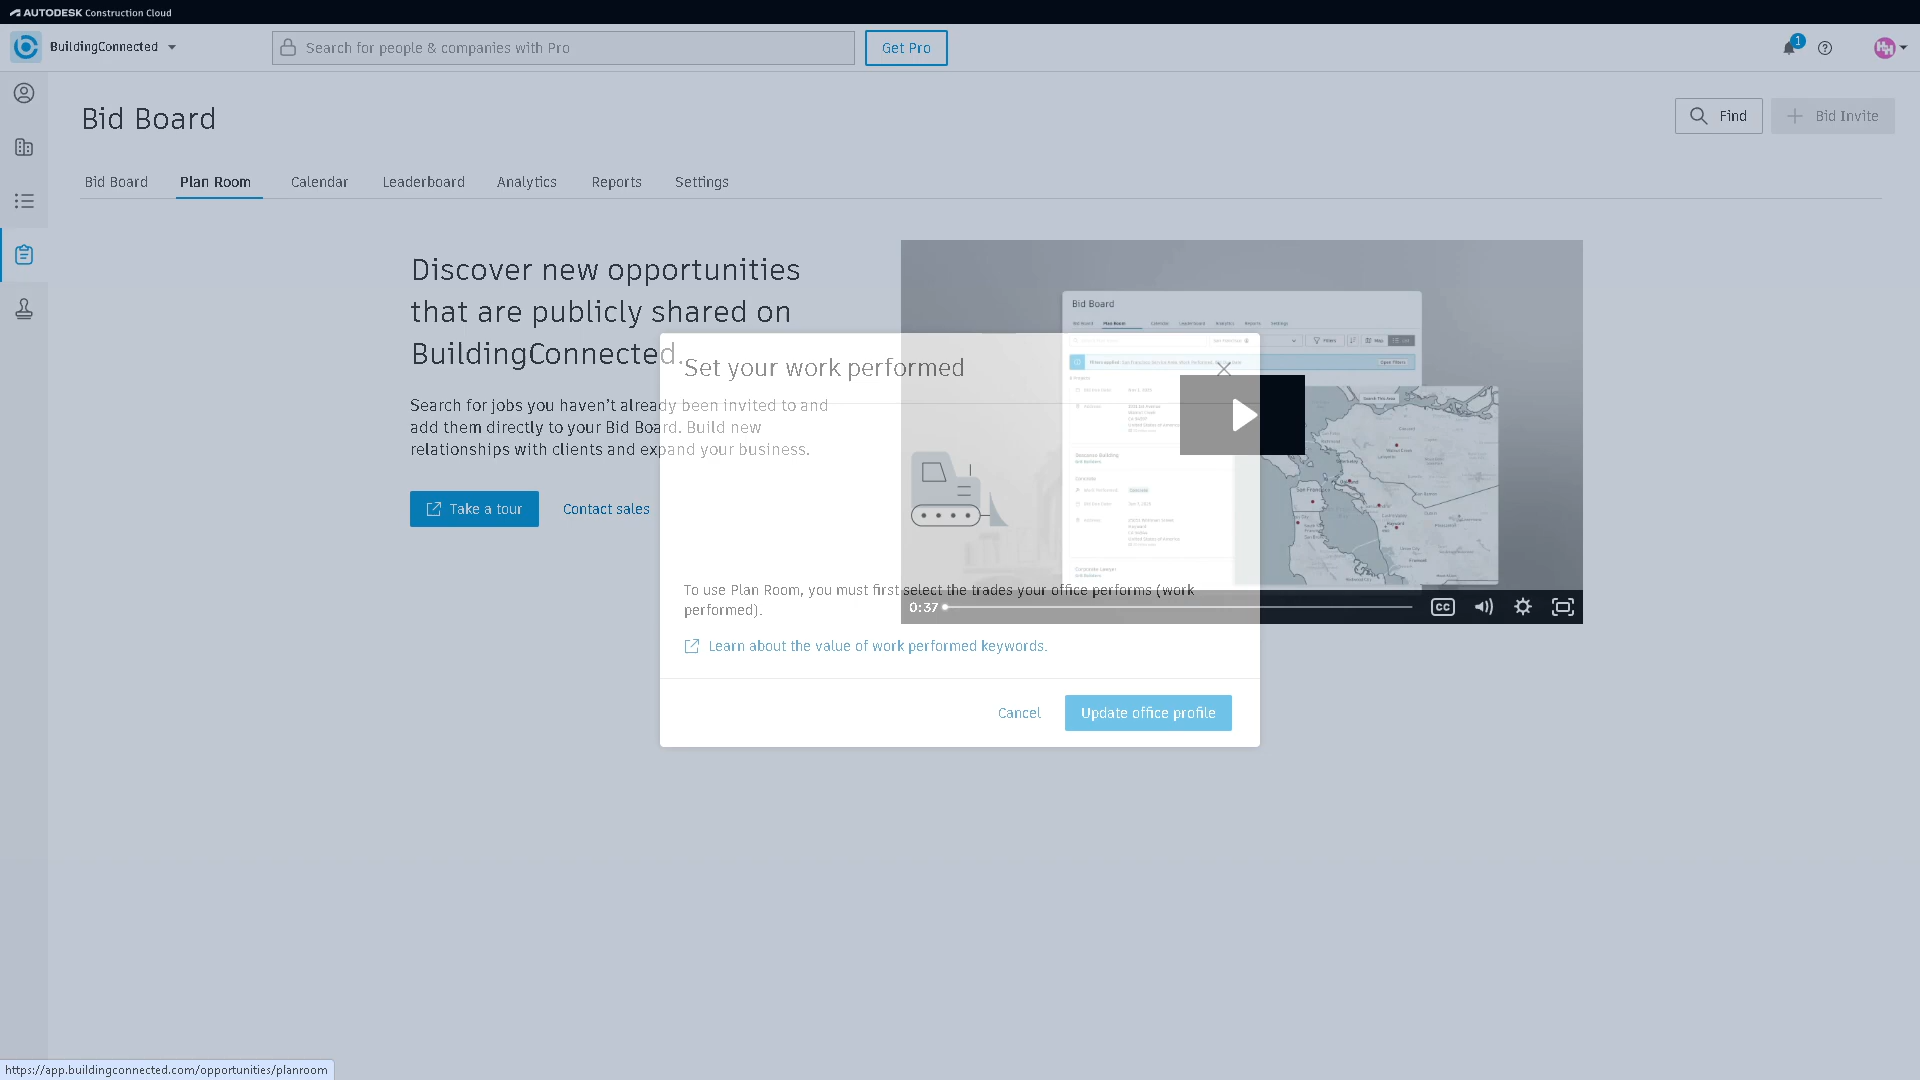 AUTODESK Construction Cloud
BuildingConnected
Search for people & companies with Pro
Get Pro
1
HH
Bid Board
Find
Bid Invite
Bid Board
Plan Room
Calendar
Leaderboard
Analytics
Reports
Settings
Discover new opportunities
that are publicly shared on
BuildingConnected.
Search for jobs you haven't already been invited to and
add them directly to your Bid Board. Build new
relationships with clients and expand your business.
Take a tour
Contact sales
Bid Board
Set your work performed
To use Plan Room, you must first select the trades your office performs (work
performed).
Learn about the value of work performed keywords.
Cancel
Update office profile
0:37
CC
https://app.buildingconnected.com/opportunities/planroom